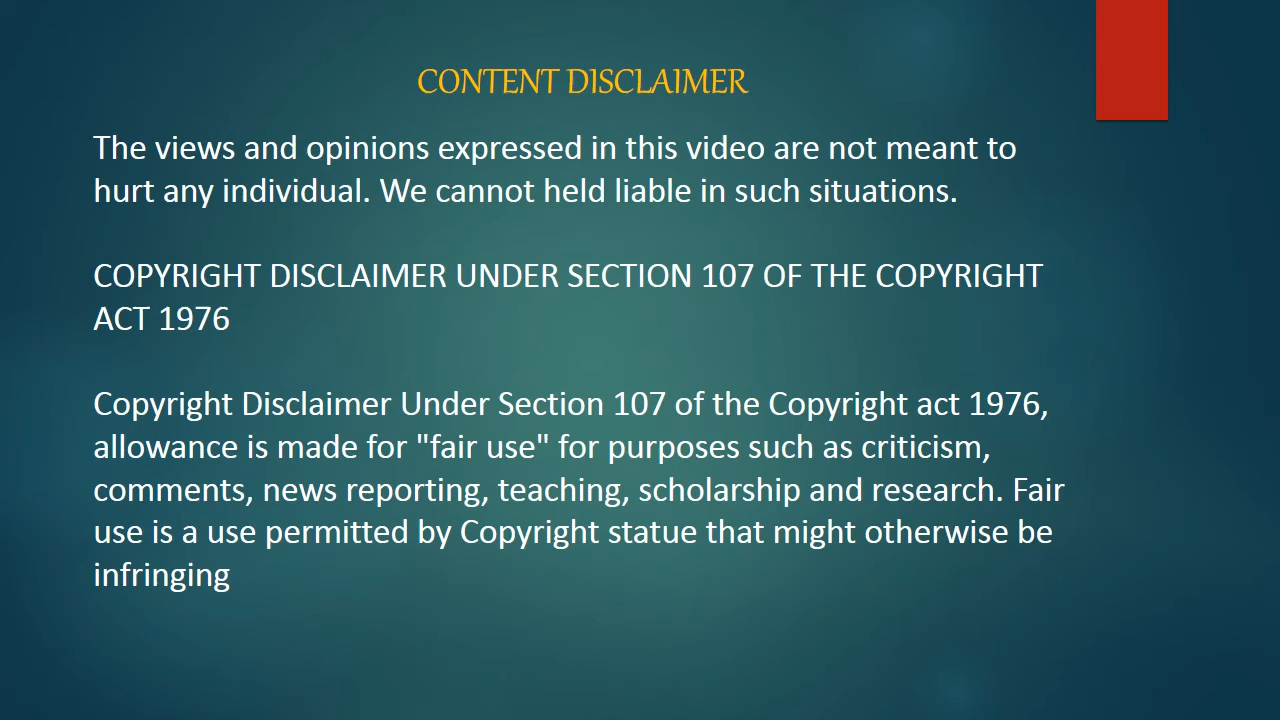 CONTENT DISCLAIMER
The views and opinions expressed in this video are not meant to
hurt any individual. We cannot held liable in such situations.
COPYRIGHT DISCLAIMER UNDER SECTION 107 OF THE COPYRIGHT
ACT 1976
Copyright Disclaimer Under Section 107 of the Copyright act 1976,
allowance is made for "fair use" for purposes such as criticism,
comments, news reporting, teaching, scholarship and research. Fair
use is a use permitted by Copyright statue that might otherwise be
infringing